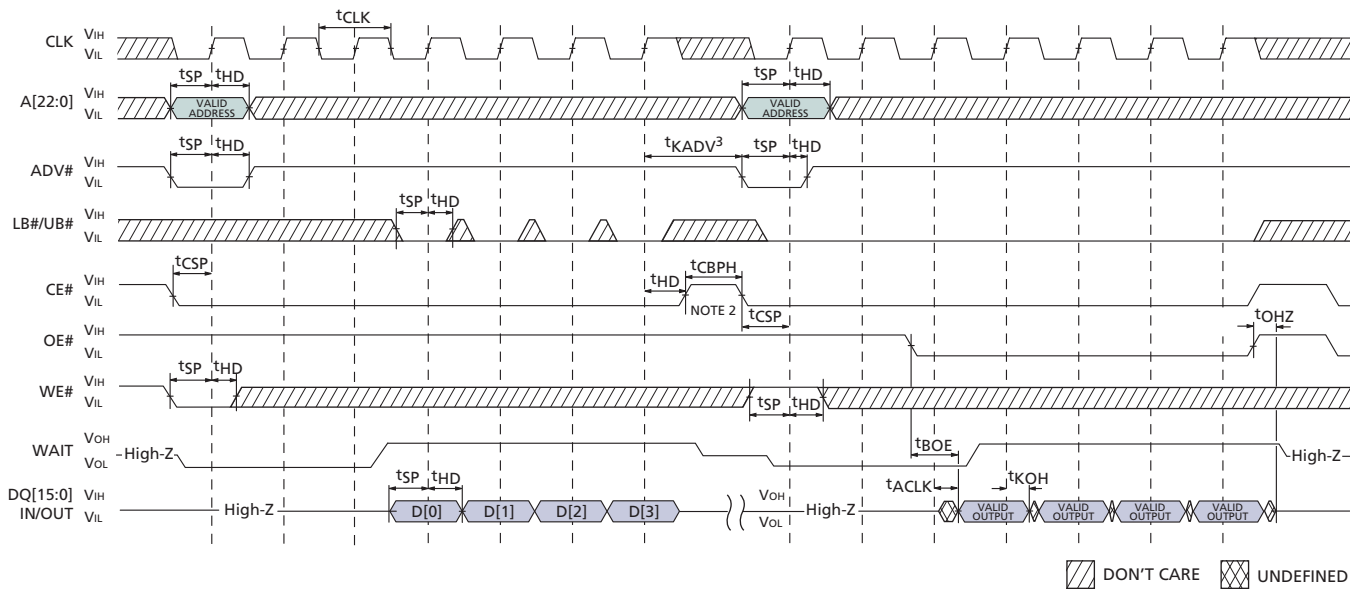 tCLK
CLK VIH
VIL
tSP tHD tSP tHD
A[22:0] VIH
VIL
VALID ADDRESS VALID ADDRESS
tSP tHD tKADV3 tSP tHD
ADV# VIH
VIL
tSP tHD
LB#/UB# VIH
VIL
tCSP tHD tCBPH
CE# VIH
VIL
NOTE 2
tCSP
OE# VIH
VIL
tOHZ
tSP tHD
WE# VIH
VIL
tSP tHD
WAIT VOH
VOL
High-Z High-Z
tBOE
tSP tHD tACLK tKOH
DQ[15:0] VIH
IN/OUT VIL
High-Z D[0] D[1] D[2] D[3] VOH
VOL
High-Z VALID OUTPUT VALID OUTPUT VALID OUTPUT VALID OUTPUT
DON'T CARE UNDEFINED